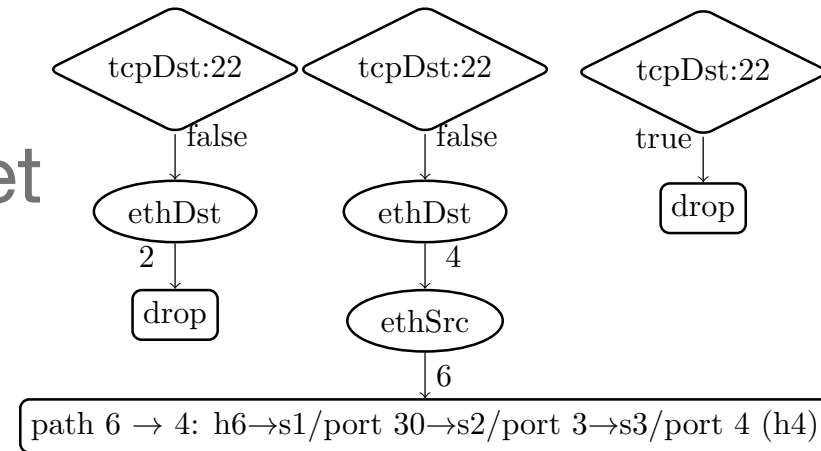 tcpDst:22 tcpDst:22 tcpDst:22
false false true
et
ethDst ethDst drop
2 4
drop ethSrc
6
path 6 → 4: h6→s1/port 30→s2/port 3→s3/port 4 (h4)